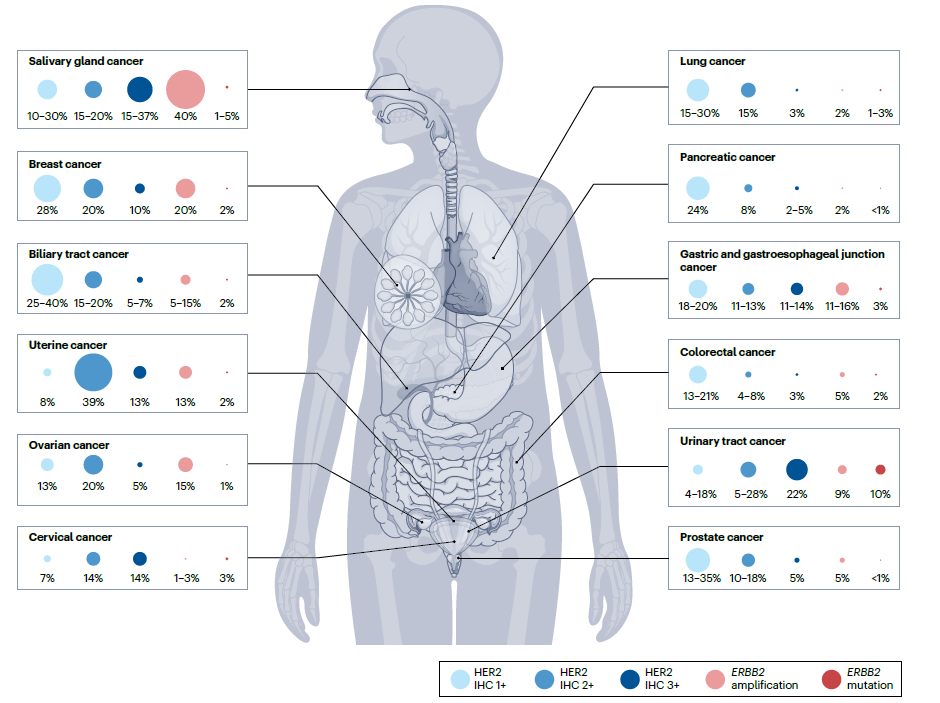 Salivary gland cancer
10–30% 15–20% 15–37% 40% 1–5%
Breast cancer
28% 20% 10% 20% 2%
Biliary tract cancer
25–40% 15–20% 5–7% 5–15% 2%
Uterine cancer
8% 39% 13% 13% 2%
Ovarian cancer
13% 20% 5% 15% 1%
Cervical cancer
7% 14% 14% 1–3% 3%
Lung cancer
15–30% 15% 3% 2% 1–3%
Pancreatic cancer
24% 8% 2–5% 2% <1%
Gastric and gastroesophageal junction
cancer
18–20% 11–13% 11–14% 11–16% 3%
Colorectal cancer
13–21% 4–8% 3% 5% 2%
Urinary tract cancer
4–18% 5–28% 22% 9% 10%
Prostate cancer
13–35% 10–18% 5% 5% <1%
HER2
IHC 1+
HER2
IHC 2+
HER2
IHC 3+
ERBB2
amplification
ERBB2
mutation